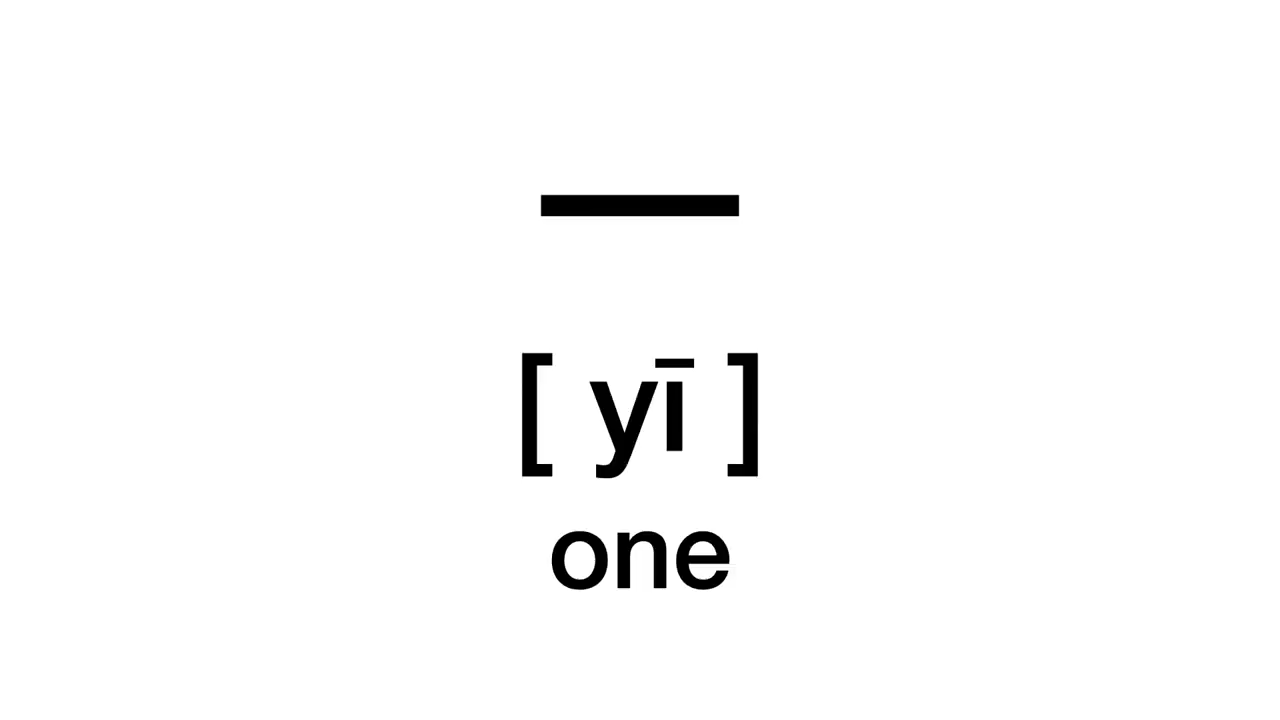 一
[ yī ]
one